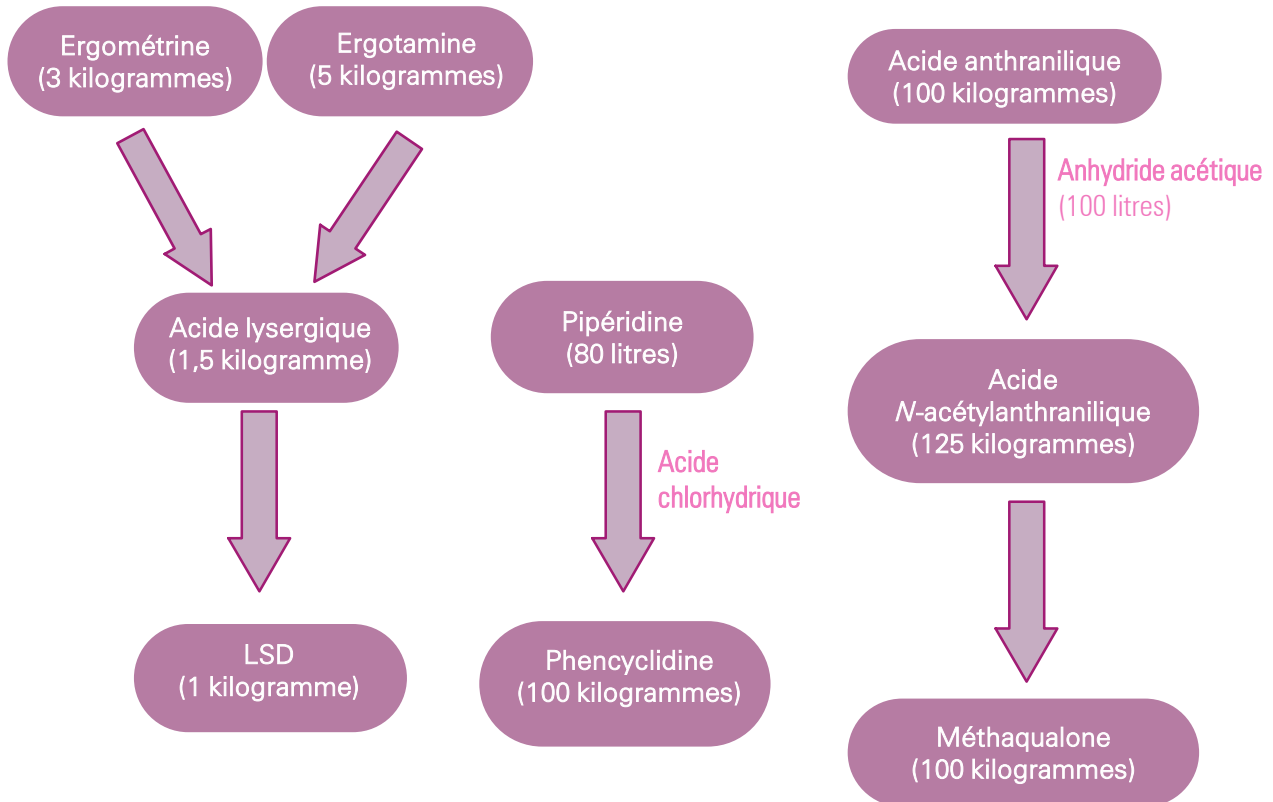 Ergométrine
(3 kilogrammes)
Ergotamine
(5 kilogrammes)
Acide lysergique
(1,5 kilogramme)
LSD
(1 kilogramme)
Pipéridine
(80 litres)
Acide
chlorhydrique
Phencyclidine
(100 kilogrammes)
Acide anthranilique
(100 kilogrammes)
Anhydride acétique
(100 litres)
Acide
N-acétylanthranilique
(125 kilogrammes)
Méthaqualone
(100 kilogrammes)